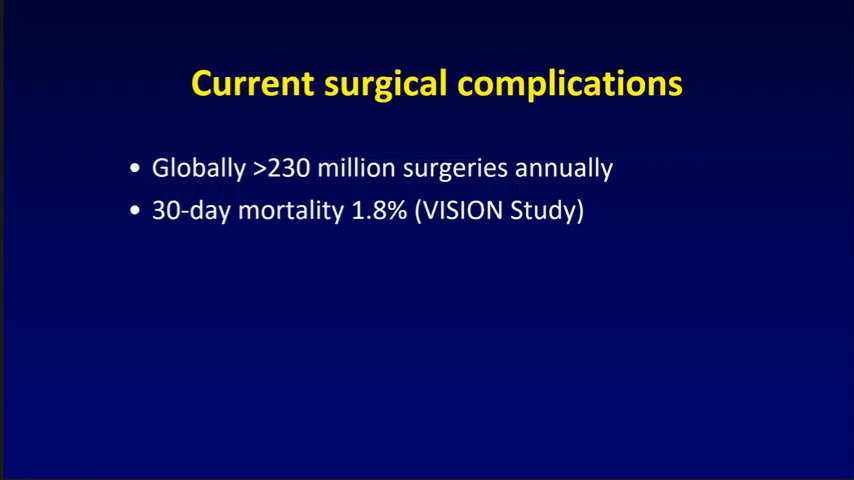 Current surgical complications
• Globally >230 million surgeries annually
• 30-day mortality 1.8% (VISION Study)